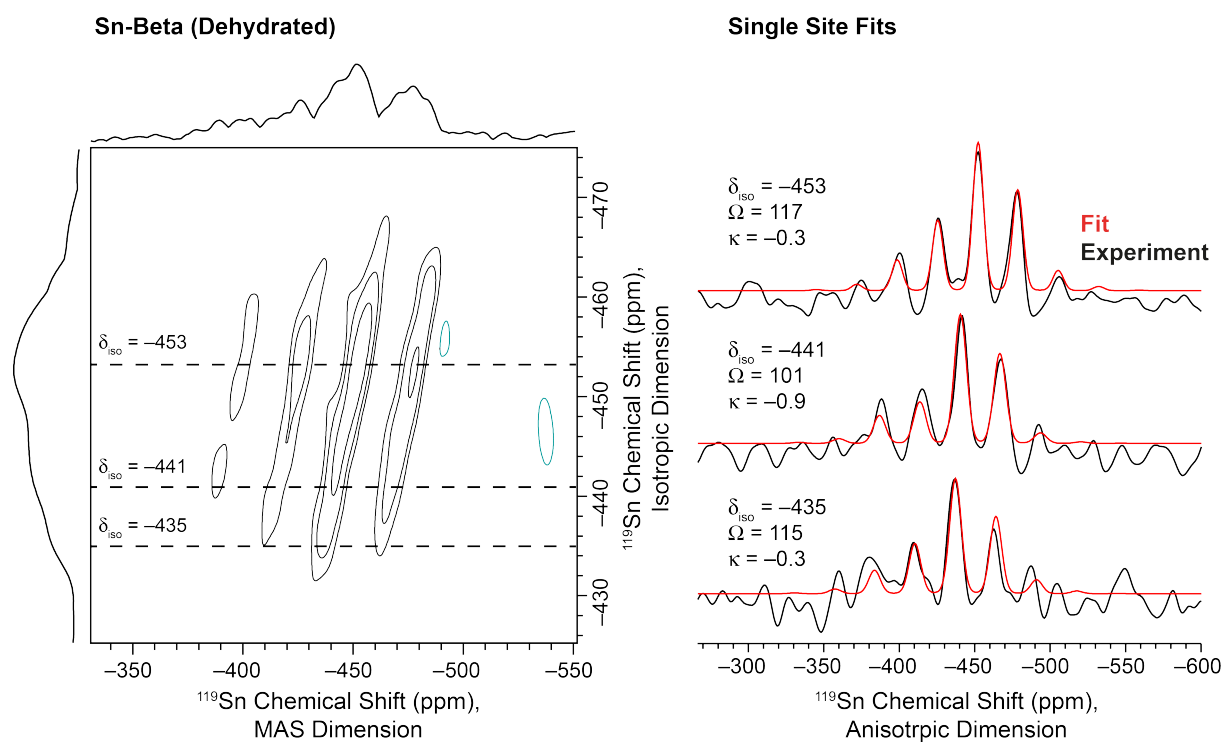 Sn-Beta (Dehydrated)
δiso = –453
δiso = –441
δiso = –435
–470
–460
–450
–440
–430
119Sn Chemical Shift (ppm),
Isotropic Dimension
–350
–400
–450
–500
–550
119Sn Chemical Shift (ppm),
MAS Dimension
Single Site Fits
δiso = –453
Ω = 117
κ = –0.3
Fit
Experiment
δiso = –441
Ω = 101
κ = –0.9
δiso = –435
Ω = 115
κ = –0.3
–300
–350
–400
–450
–500
–550
–600
119Sn Chemical Shift (ppm),
Anisotrpic Dimension